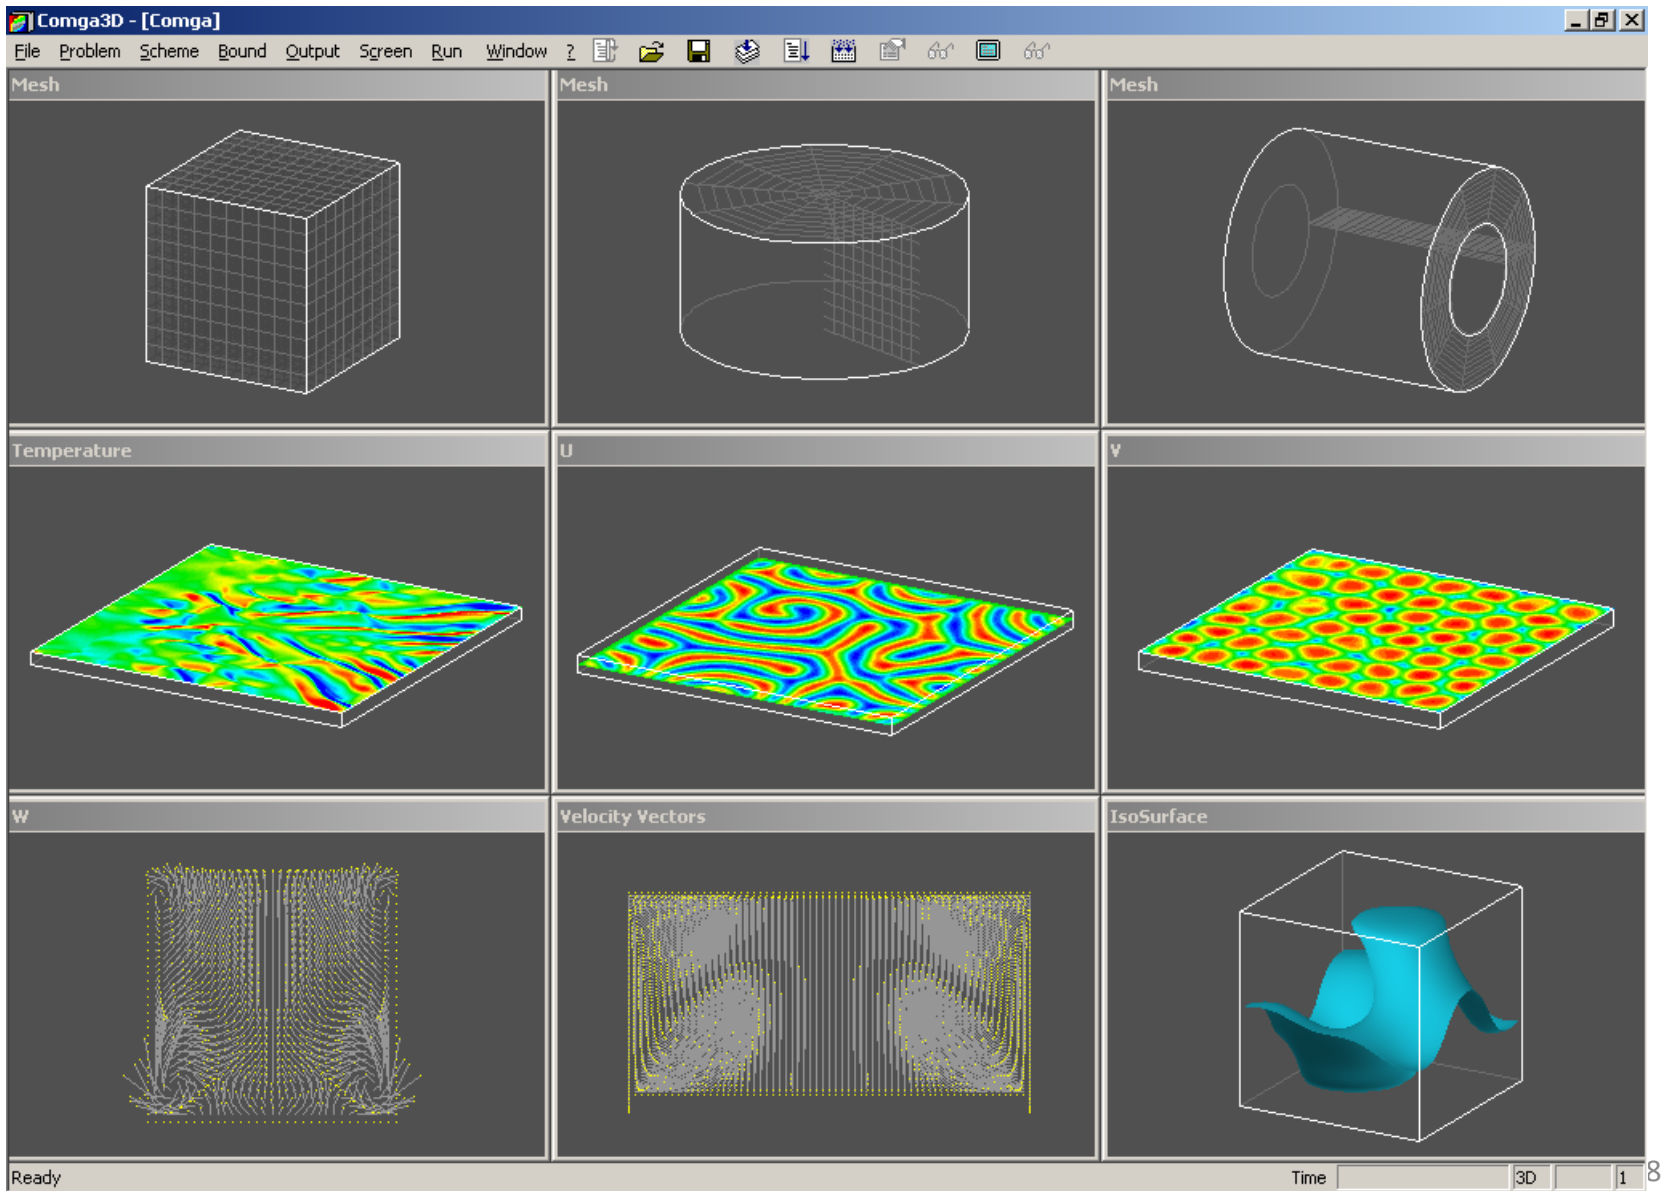 Comga3D - [Comga]
File Problem Scheme Bound Output Screen Run Window ?
Mesh
Mesh
Mesh
Temperature
U
V
W
Velocity Vectors
IsoSurface
Ready
Time
3D
1
8